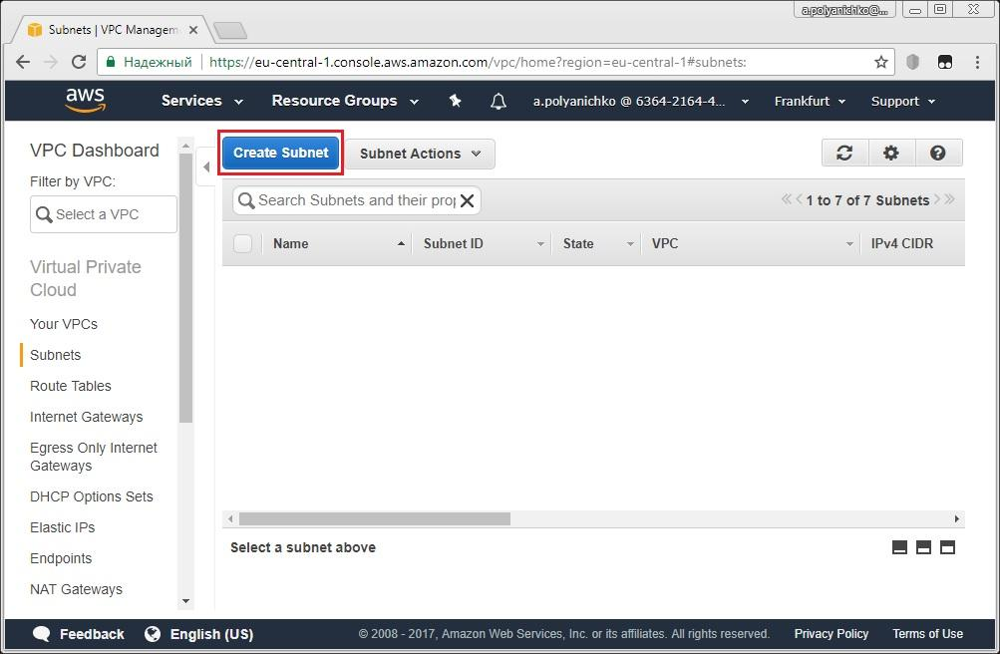 a.polyanichko@...
Subnets | VPC Managem
Надежный https://eu-central-1.console.aws.amazon.com/vpc/home?region=eu-central-1#subnets:
aws Services Resource Groups a.polyanichko @ 6364-2164-4... Frankfurt Support
VPC Dashboard
Filter by VPC:
Select a VPC
Virtual Private
Cloud
Your VPCs
Subnets
Route Tables
Internet Gateways
Egress Only Internet
Gateways
DHCP Options Sets
Elastic IPs
Endpoints
NAT Gateways
Create Subnet Subnet Actions
Search Subnets and their prop 1 to 7 of 7 Subnets
Name Subnet ID State VPC IPv4 CIDR
Select a subnet above
Feedback English (US) © 2008 - 2017, Amazon Web Services, Inc. or its affiliates. All rights reserved. Privacy Policy Terms of Use